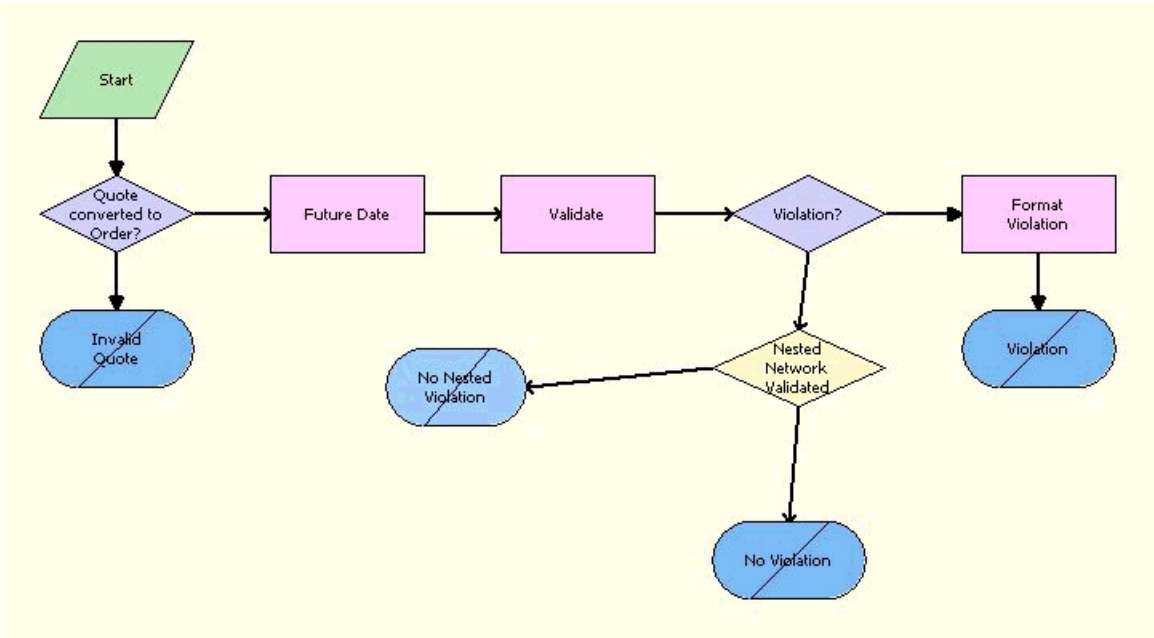 Start
Quote
converted to
Order?
Future Date
Validate
Violation?
Format
Violation
Invalid
Quote
No Nested
Violation
Nested
Network
Validated
Violation
No Violation